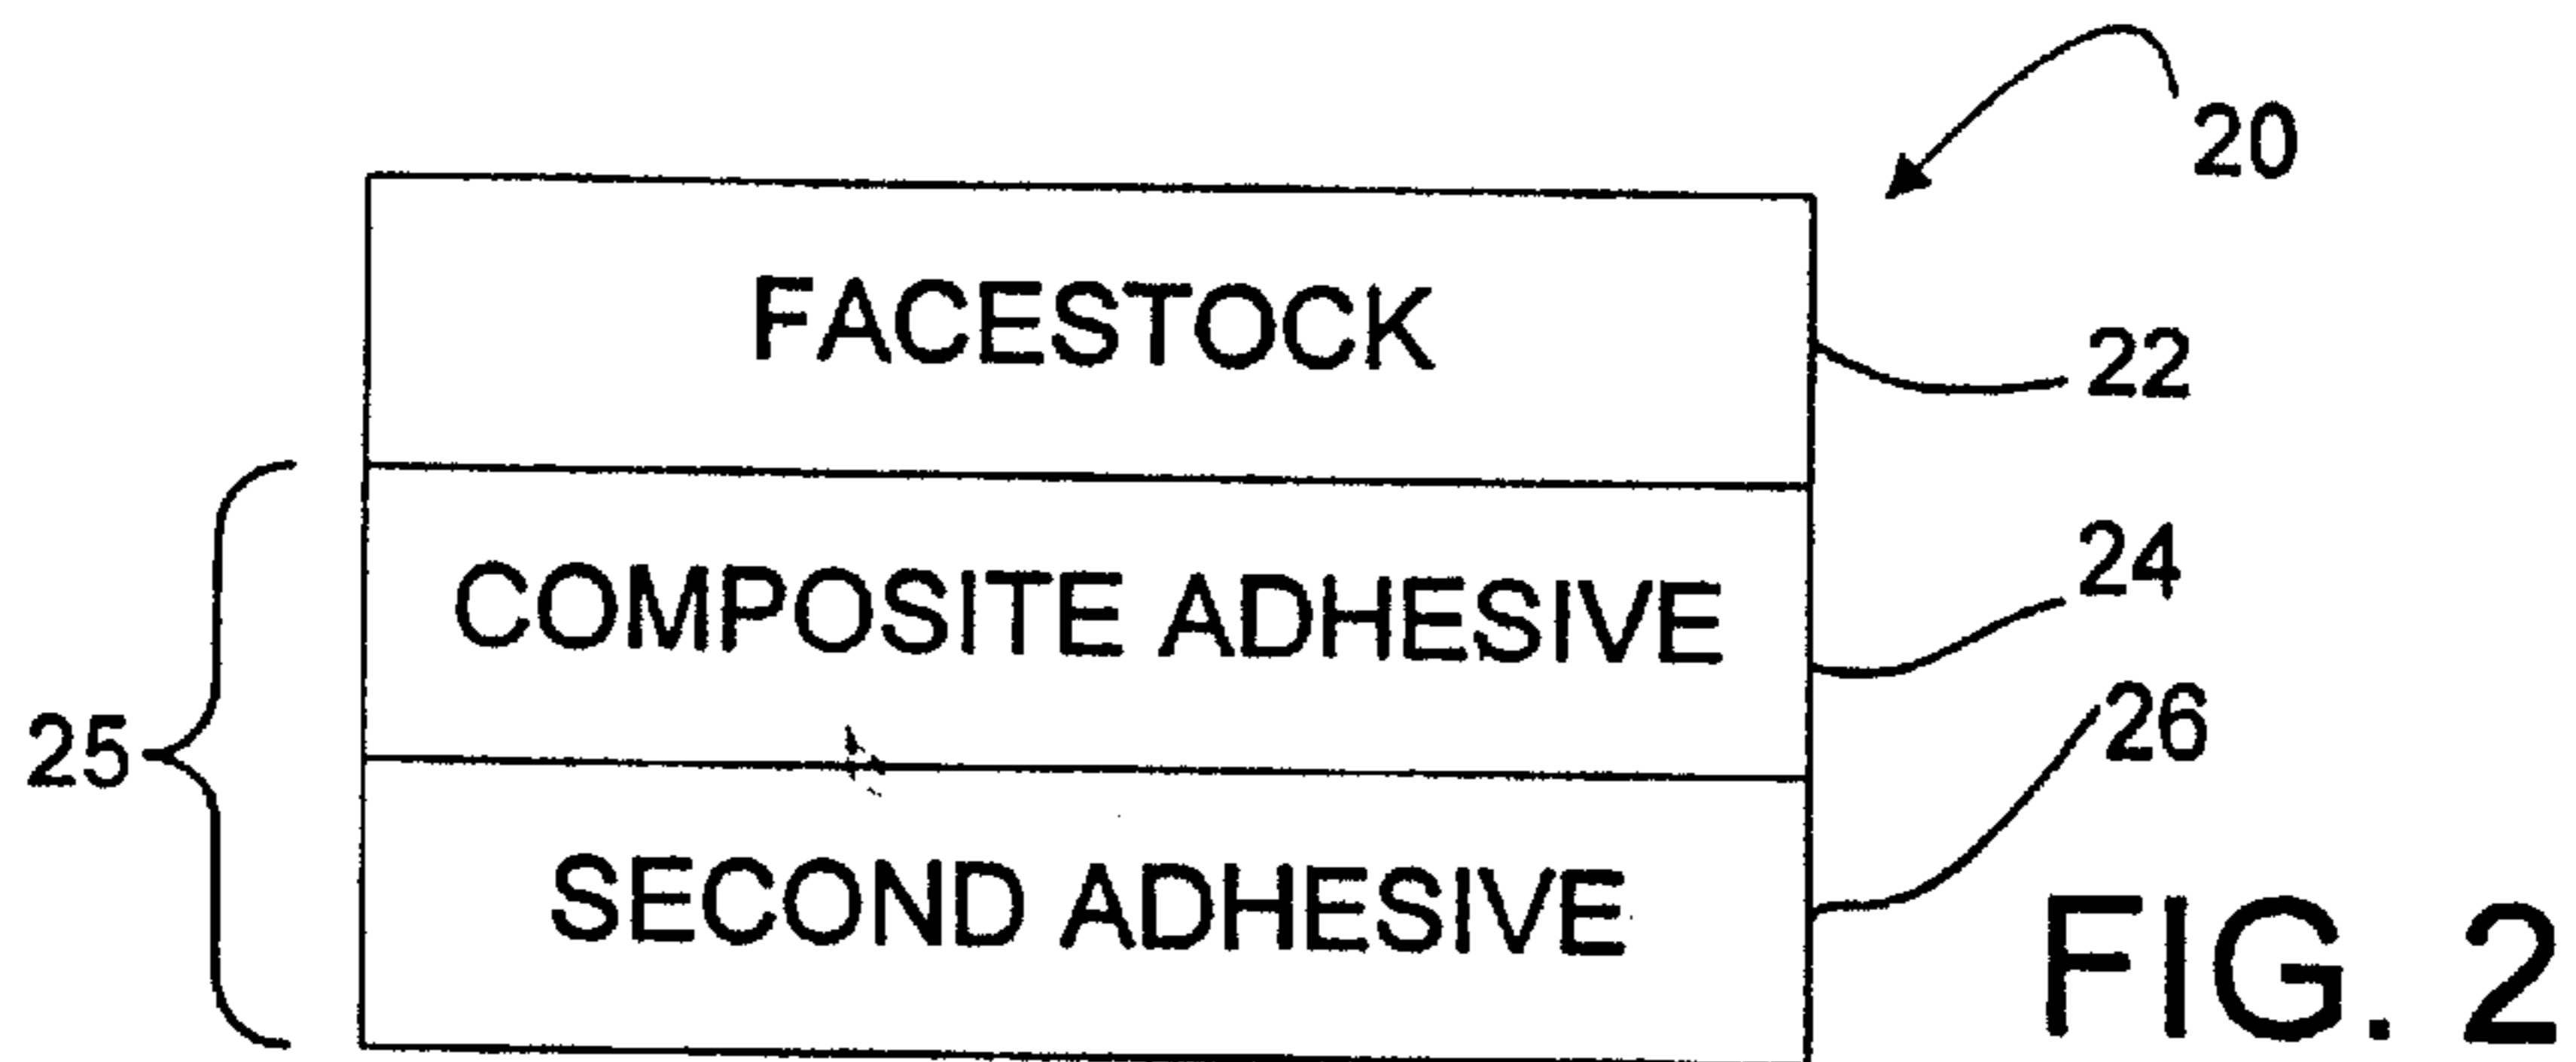 20
FACESTOCK
22
COMPOSITE ADHESIVE
24
25
26
SECOND ADHESIVE
FIG. 2